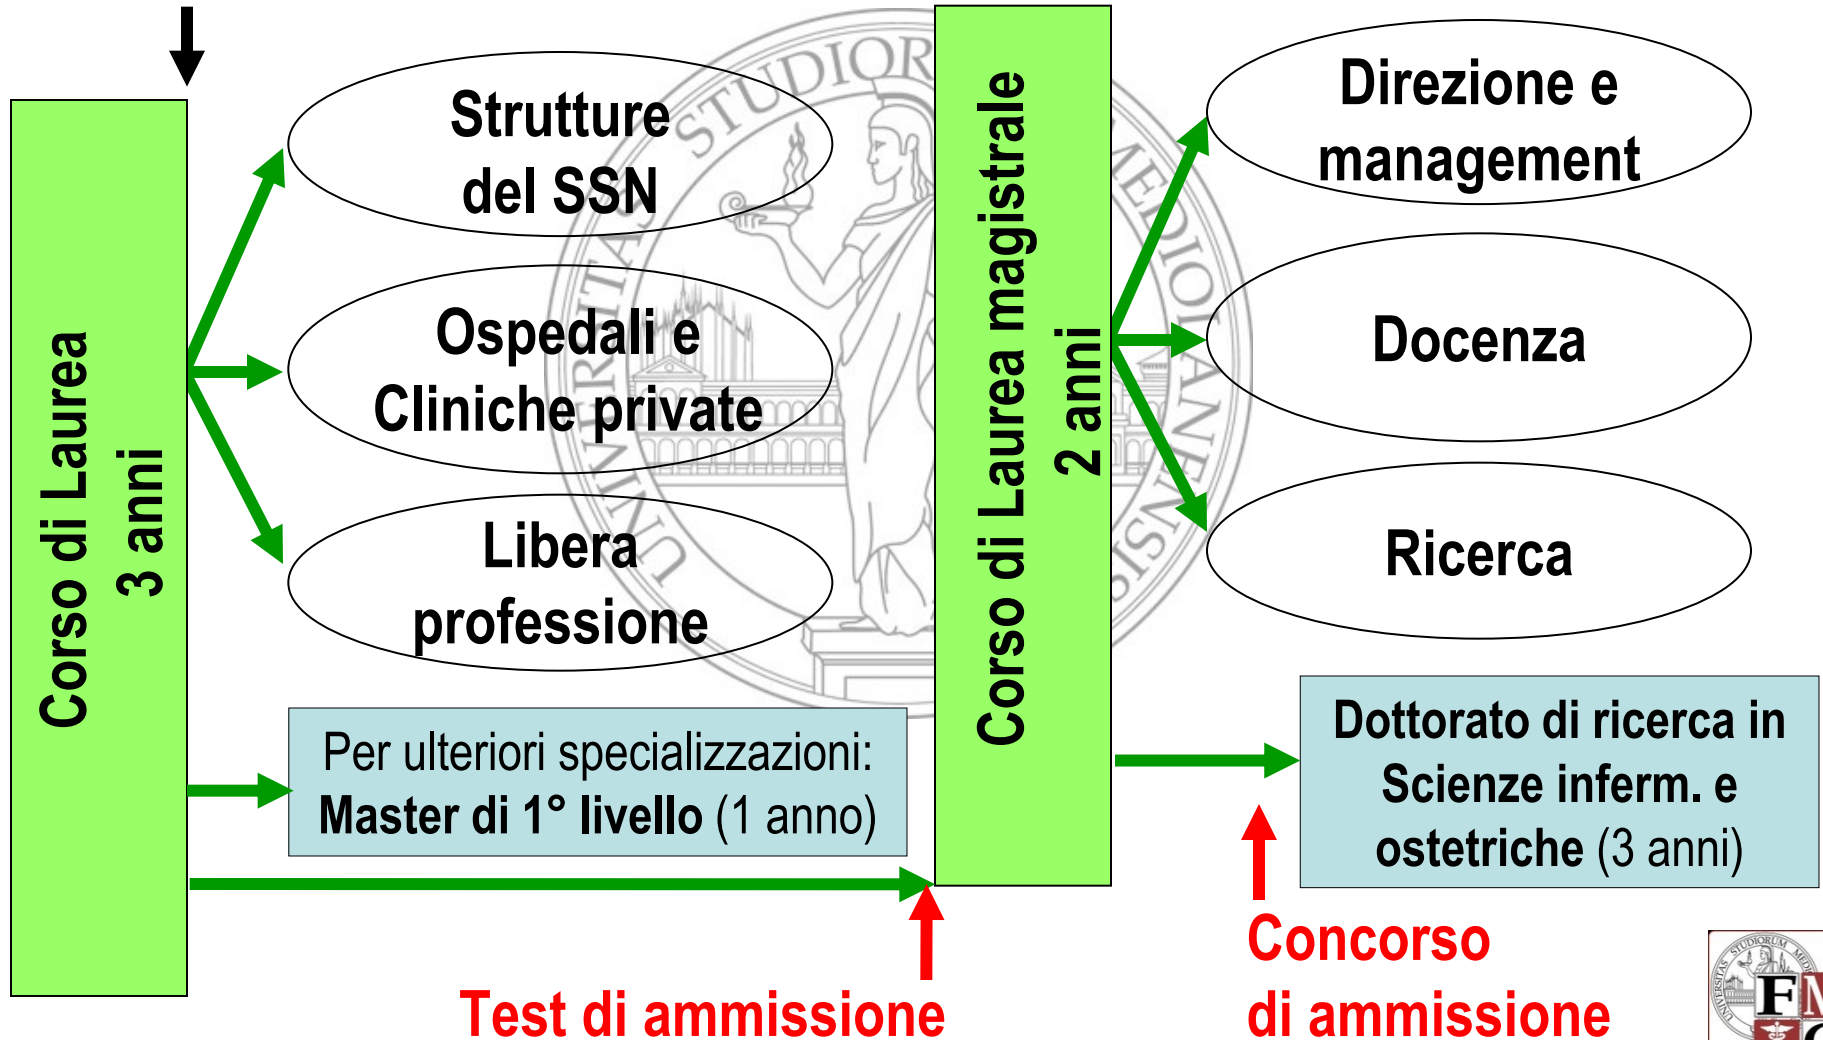 Corso di Laurea
3 anni
Strutture
del SSN
Ospedali e
Cliniche private
Libera
professione
Per ulteriori specializzazioni:
Master di 1° livello (1 anno)
Test di ammissione
Corso di Laurea magistrale
2 anni
Direzione e
management
Docenza
Ricerca
Dottorato di ricerca in
Scienze inferm. e
ostetriche (3 anni)
Concorso
di ammissione